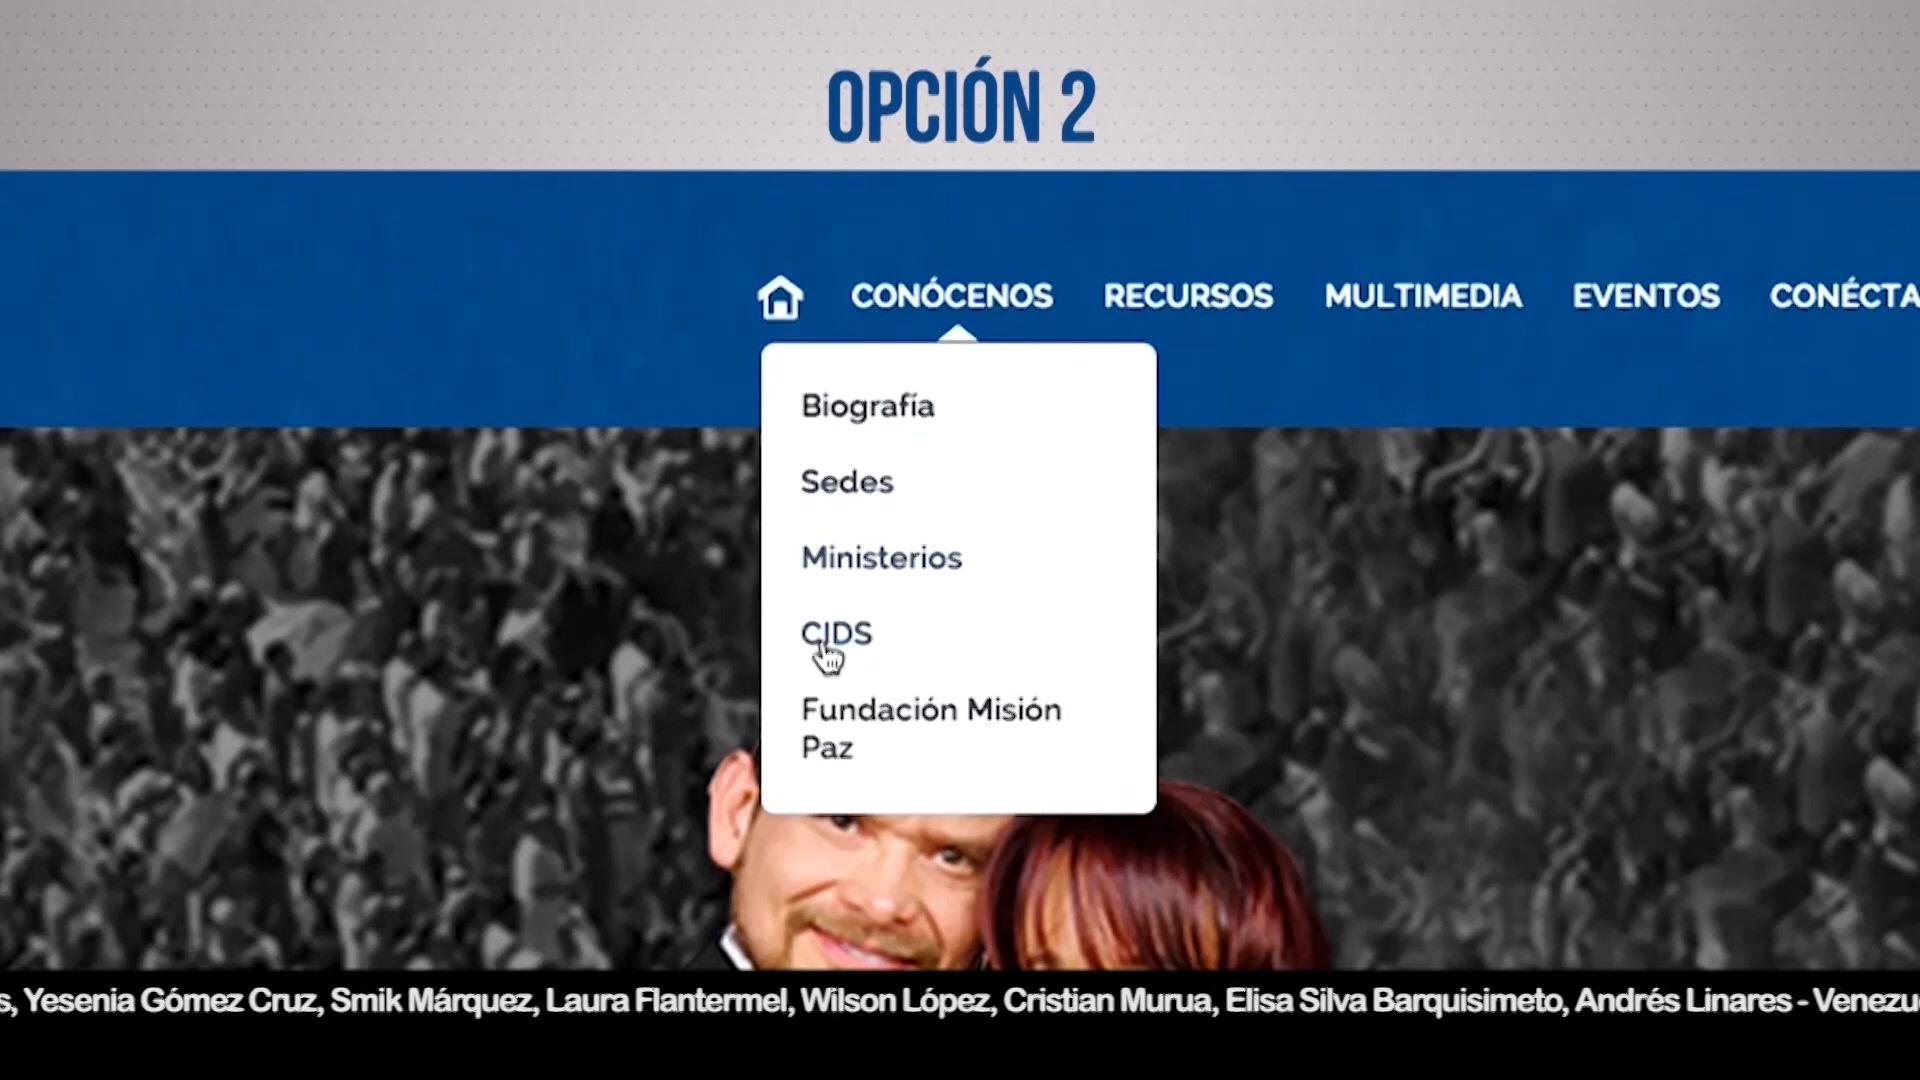 OPCIÓN 2
CONÓCENOS RECURSOS MULTIMEDIA EVENTOS CONÉCTA
Biografía
Sedes
Ministerios
CIDS
Fundación Misión
Paz
s, Yesenia Gómez Cruz, Smik Márquez, Laura Flantermel, Wilson López, Cristian Murua, Elisa Silva Barquisimeto, Andrés Linares - Venezu